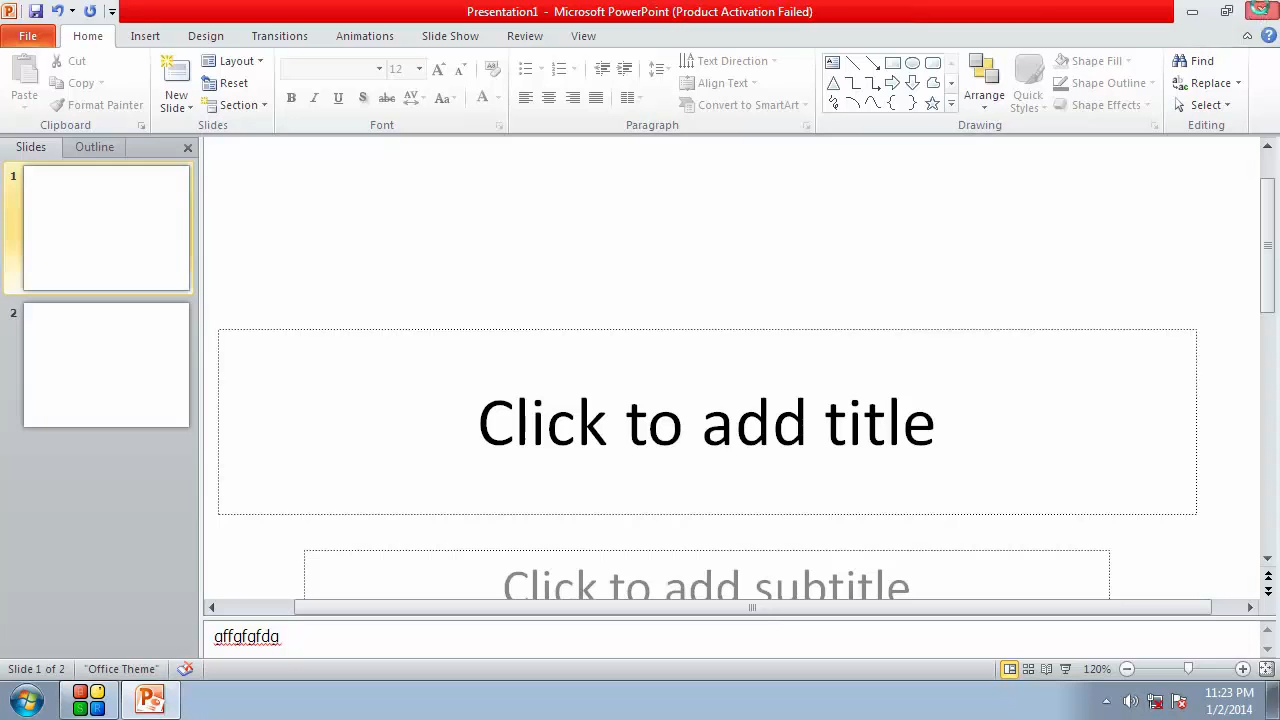 Presentation1 - Microsoft PowerPoint (Product Activation Failed)
File Home Insert Design Transitions Animations Slide Show Review View
Paste Cut Copy Format Painter Clipboard
New Slide Layout Reset Section Slides
12 B I U S abc AV Aa A Font
Text Direction Align Text Convert to SmartArt Paragraph
Arrange Quick Styles Shape Fill Shape Outline Shape Effects Drawing
Find Replace Select Editing
Slides Outline
1
2
Click to add title
Click to add subtitle
gffgfgfdg
Slide 1 of 2 "Office Theme" 120%
11:23 PM
1/2/2014